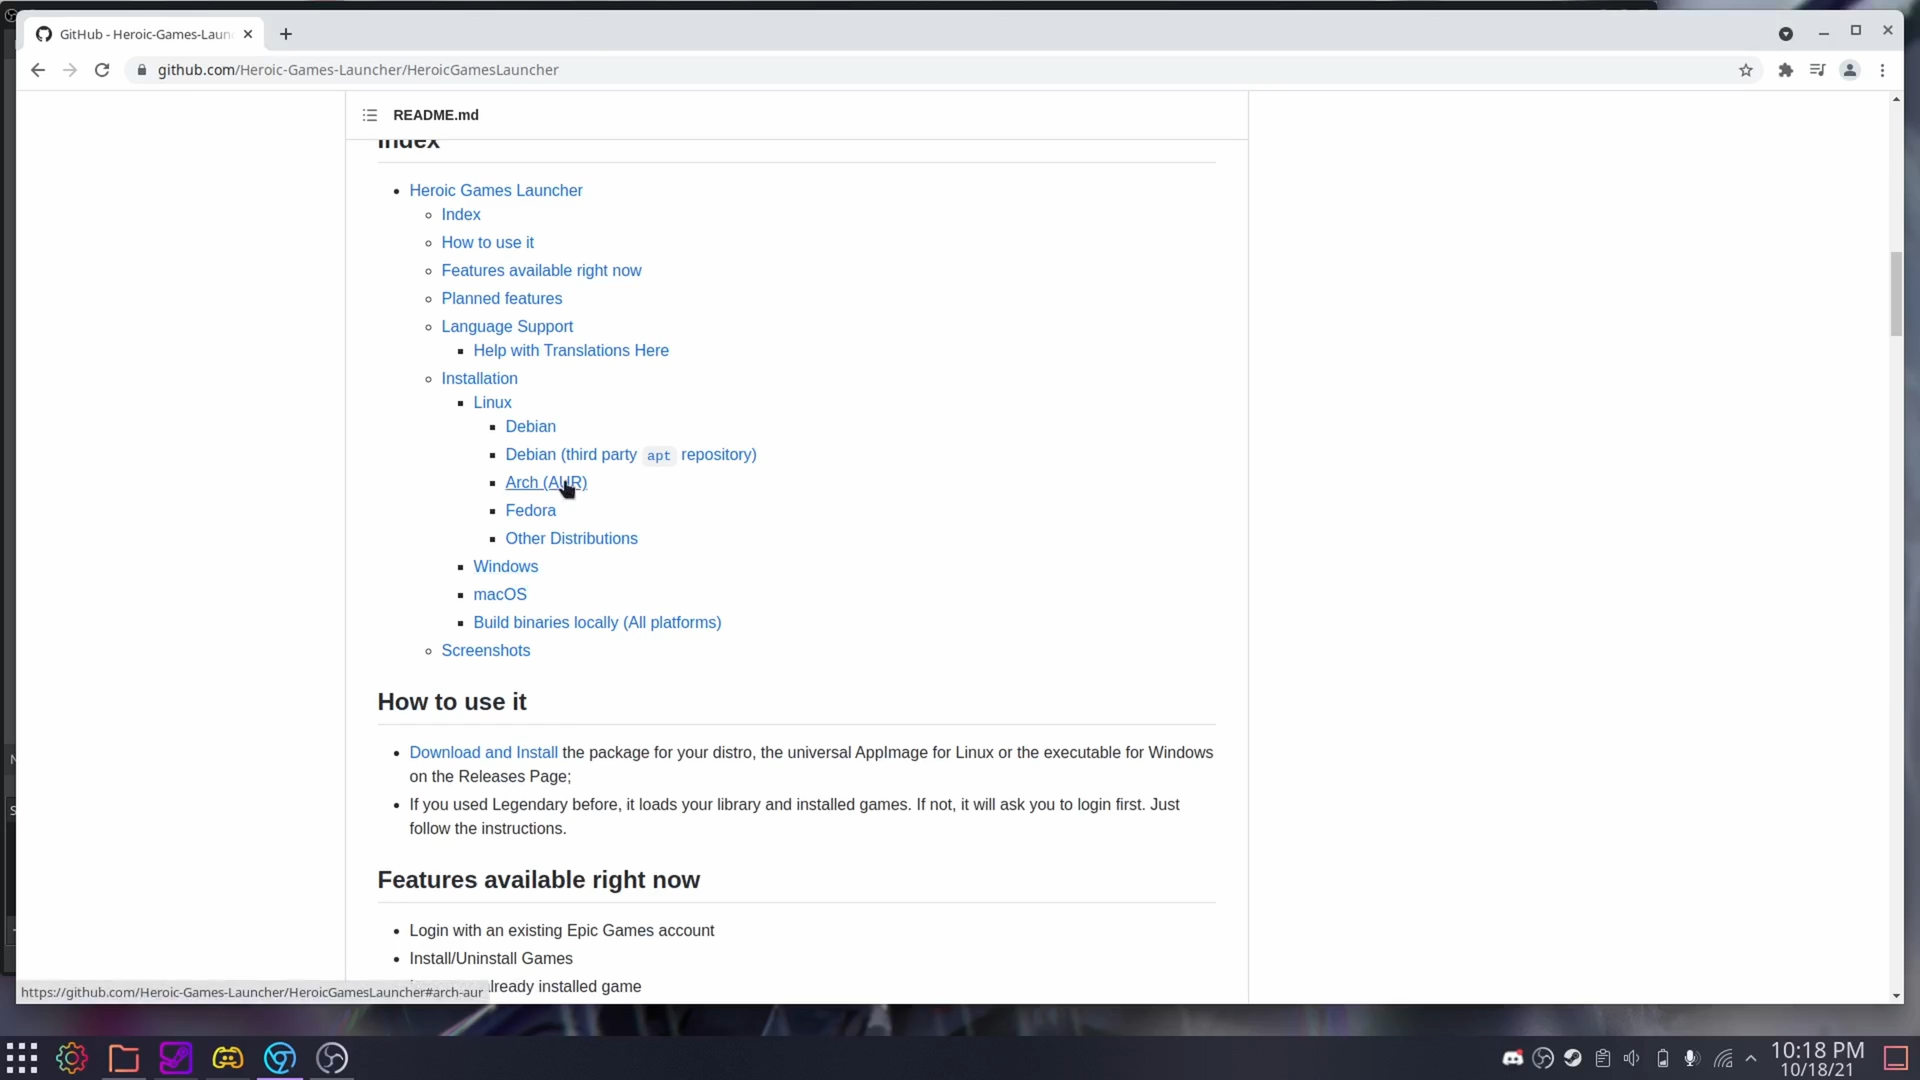 GitHub - Heroic-Games-Laun
github.com/Heroic-Games-Launcher/HeroicGamesLauncher
README.md
Index
Heroic Games Launcher
Index
How to use it
Features available right now
Planned features
Language Support
Help with Translations Here
Installation
Linux
Debian
Debian (third party apt repository)
Arch (AUR)
Fedora
Other Distributions
Windows
macOS
Build binaries locally (All platforms)
Screenshots
How to use it
Download and Install the package for your distro, the universal AppImage for Linux or the executable for Windows
on the Releases Page;
If you used Legendary before, it loads your library and installed games. If not, it will ask you to login first. Just
follow the instructions.
Features available right now
Login with an existing Epic Games account
Install/Uninstall Games
already installed game
https://github.com/Heroic-Games-Launcher/HeroicGamesLauncher#arch-aur
10:18 PM
10/18/21